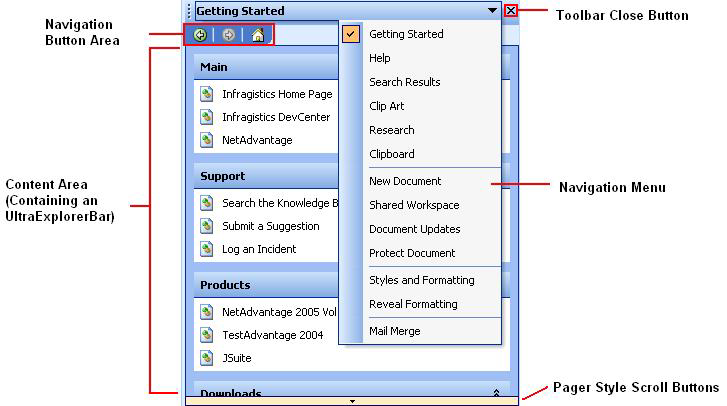 Getting Started
Toolbar Close Button
Navigation
Button Area
Getting Started
Help
Search Results
Clip Art
Research
Clipboard
New Document
Shared Workspace
Document Updates
Protect Document
Styles and Formatting
Reveal Formatting
Mail Merge
Navigation Menu
Main
Infragistics Home Page
Infragistics DevCenter
NetAdvantage
Content Area
(Containing an
UltraExplorerBar)
Support
Search the Knowledge B
Submit a Suggestion
Log an Incident
Products
NetAdvantage 2005 Vol
TestAdvantage 2004
JSuite
Downloads
Pager Style Scroll Buttons